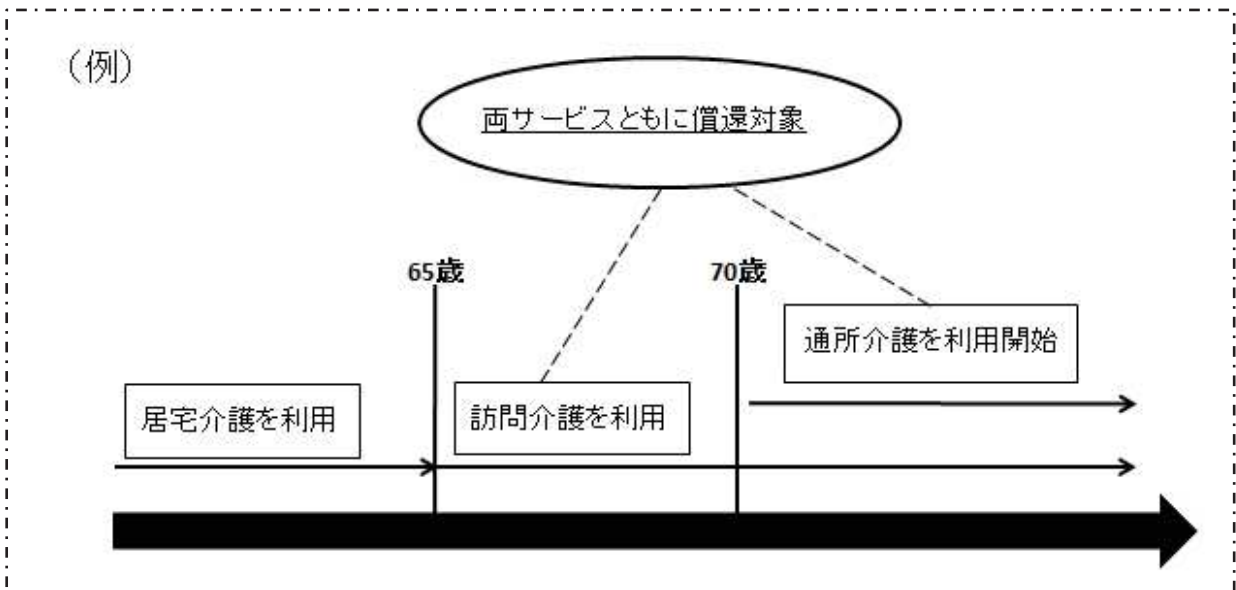 （例）
両サービスともに償還対象
65歳
70歳
通所介護を利用開始
居宅介護を利用
訪問介護を利用